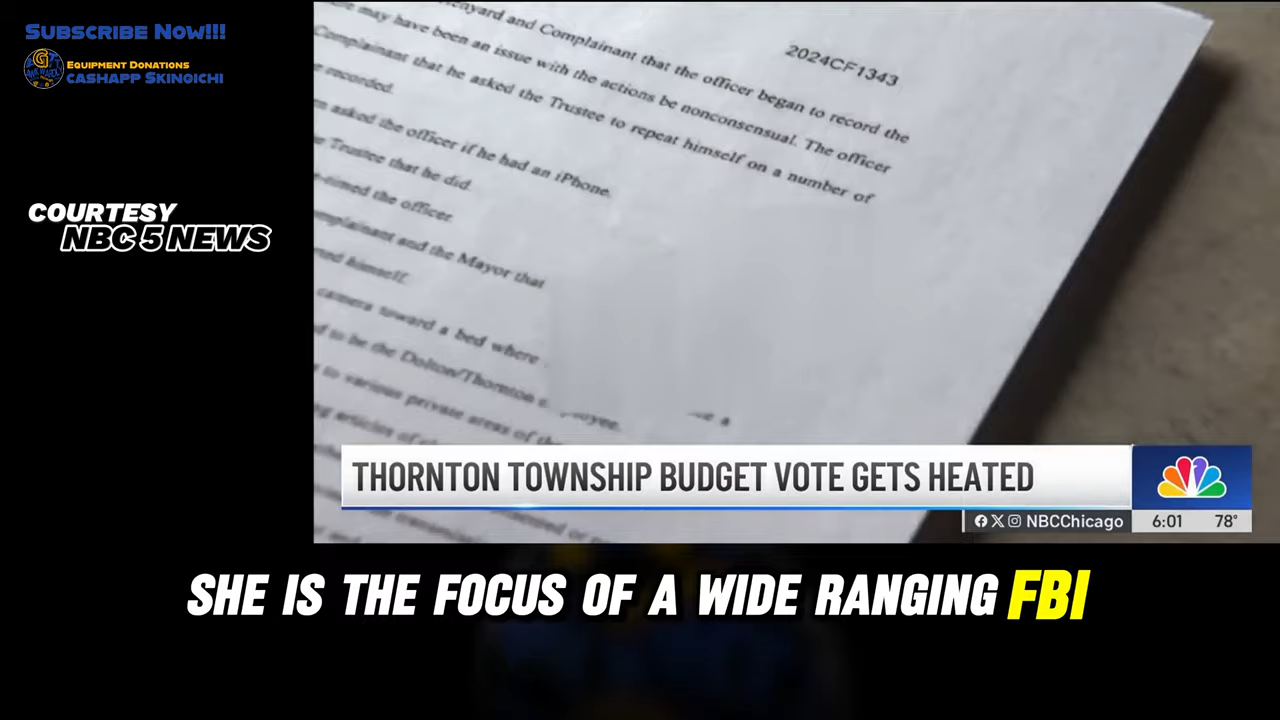 SUBSCRIBE NOW!!!
EQUIPMENT DONATIONS
CASHAPP SKINOICHI
COURTESY
NBC 5 NEWS
2024CF1343
and Complainant that the officer began to record the
may have been an issue with the actions be nonconsensual. The officer
Complainant that he asked the Trustee to repeat himself on a number of
recorded.
asked the officer if he had an iPhone.
Trustee that he did.
the officer.
and the Mayor that
himself.
camera toward a bed where
to be the Dolton/Thornton
a
to various private areas of the
articles of
THORNTON TOWNSHIP BUDGET VOTE GETS HEATED
NBCChicago
6:01 78°
SHE IS THE FOCUS OF A WIDE RANGING FBI